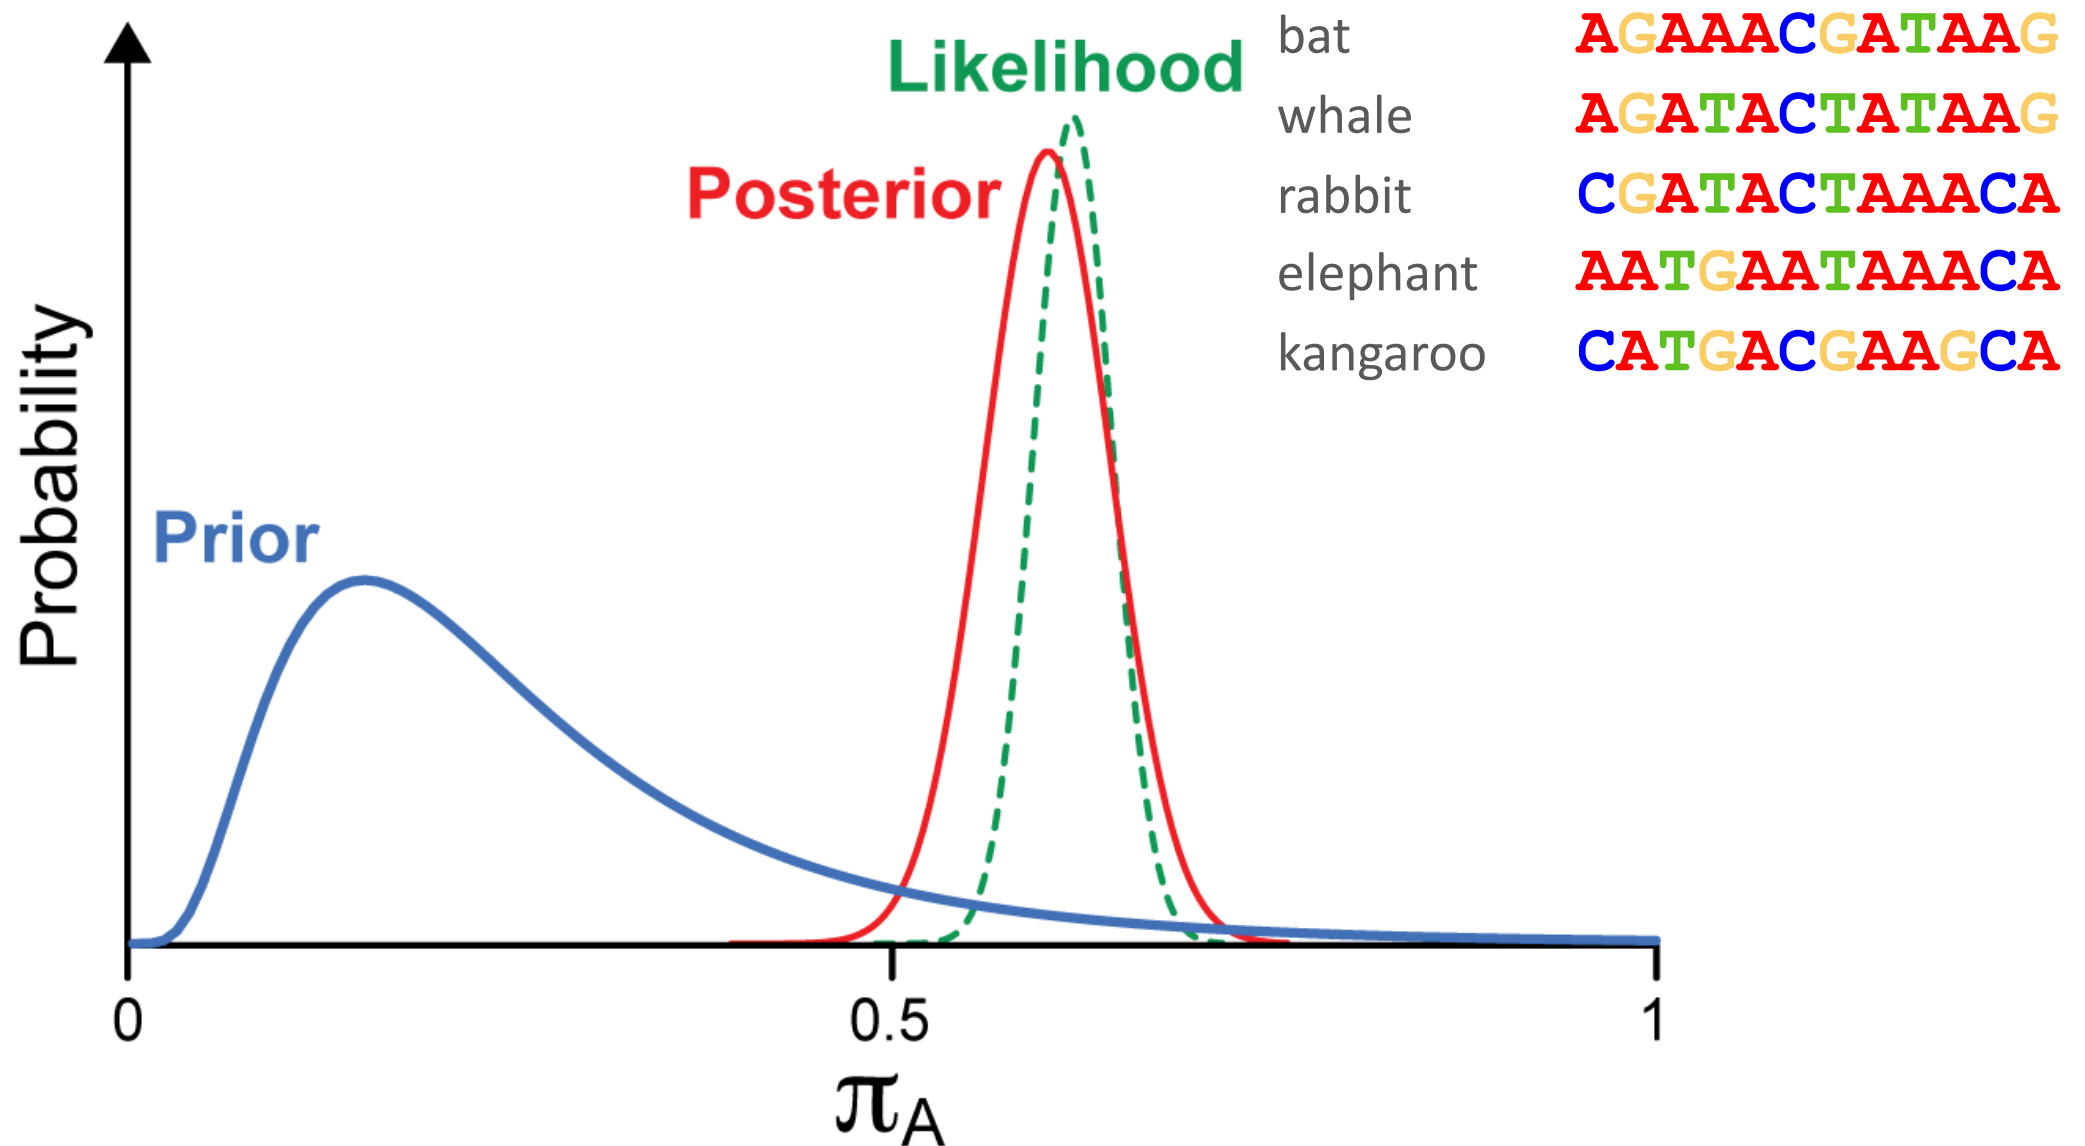 Likelihood
Posterior
Prior
Probability
0
0.5
1
πA
bat AGAAACGATAAG
whale AGATACTATAAG
rabbit CGATACTAAACA
elephant AATGAATAAACA
kangaroo CATGACGAAGCA